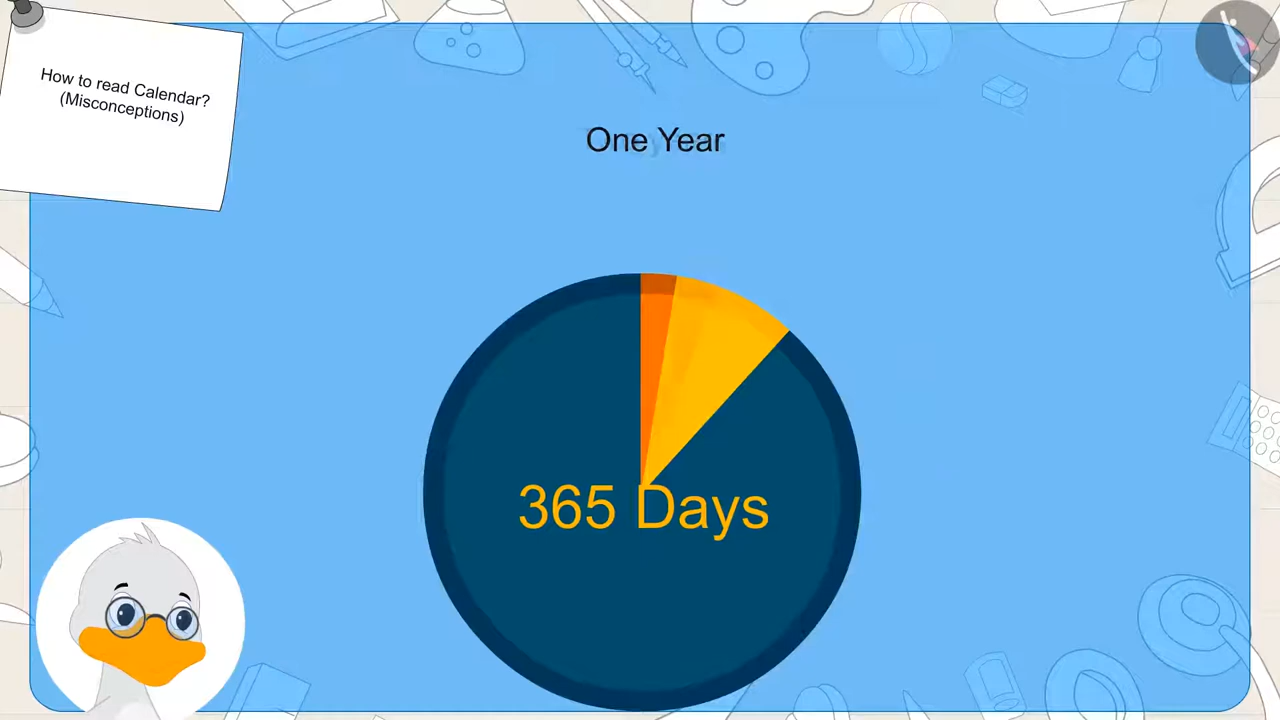 How to read Calendar?
(Misconceptions)
One Year
365 Days